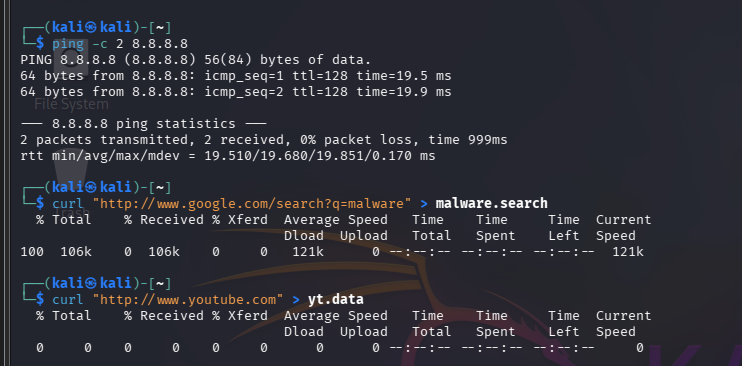 ┌──(kali㉿kali)-[~]
└─$ ping -c 2 8.8.8.8
PING 8.8.8.8 (8.8.8.8) 56(84) bytes of data.
64 bytes from 8.8.8.8: icmp_seq=1 ttl=128 time=19.5 ms
64 bytes from 8.8.8.8: icmp_seq=2 ttl=128 time=19.9 ms
File System
--- 8.8.8.8 ping statistics ---
2 packets transmitted, 2 received, 0% packet loss, time 999ms
rtt min/avg/max/mdev = 19.510/19.680/19.851/0.170 ms
┌──(kali㉿kali)-[~]
└─$ curl "http://www.google.com/search?q=malware" > malware.search
Trash
% Total % Received % Xferd Average Speed Time Time Time Current
Dload Upload Total Spent Left Speed
100 106k 0 106k 0 0 121k 0 --:--:-- --:--:-- --:--:-- 121k
┌──(kali㉿kali)-[~]
└─$ curl "http://www.youtube.com" > yt.data
% Total % Received % Xferd Average Speed Time Time Time Current
Dload Upload Total Spent Left Speed
0 0 0 0 0 0 0 0 --:--:-- --:--:-- --:--:-- 0